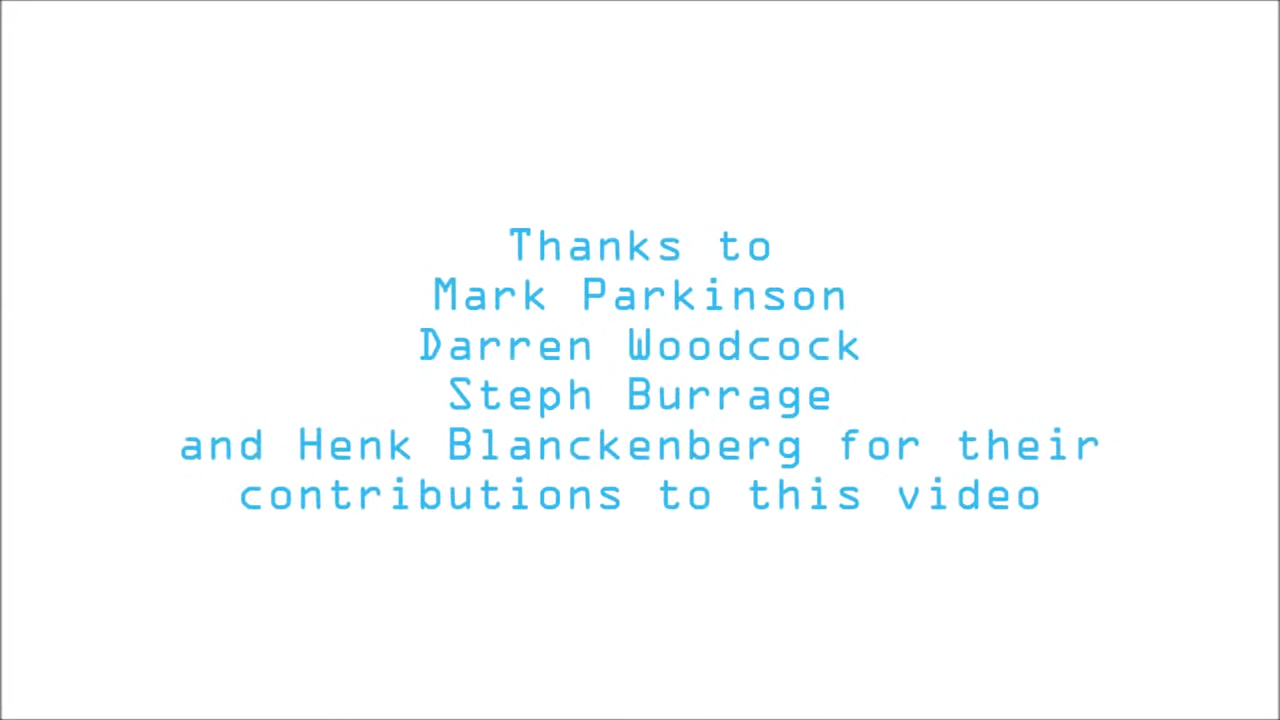 Thanks to
Mark Parkinson
Darren Woodcock
Steph Burrage
and Henk Blanckenberg for their
contributions to this video